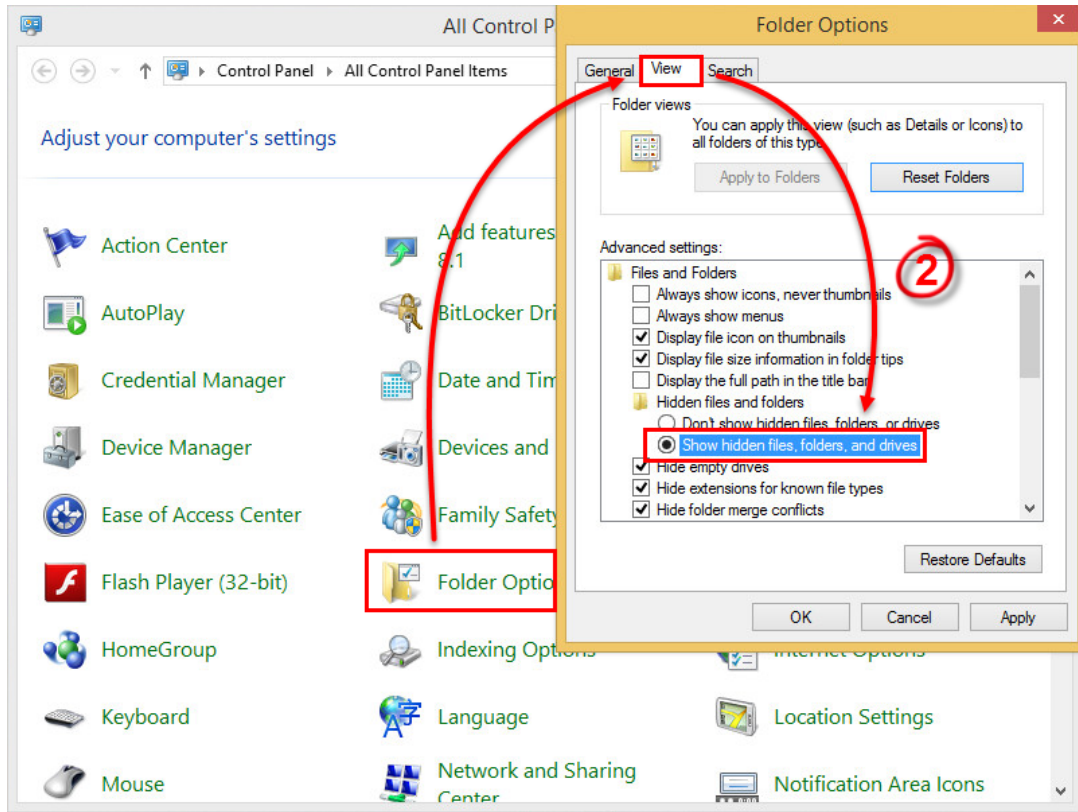 All Control P
Folder Options
Control Panel
All Control Panel Items
Adjust your computer's settings
Action Center
Add features
8.1
AutoPlay
BitLocker Dri
Credential Manager
Date and Tim
Device Manager
Devices and
Ease of Access Center
Family Safety
Flash Player (32-bit)
Folder Optio
HomeGroup
Indexing Options
Internet Options
Keyboard
Language
Location Settings
Mouse
Network and Sharing
Center
Notification Area Icons
General View Search
Folder views
You can apply this view (such as Details or Icons) to
all folders of this type
Apply to Folders
Reset Folders
Advanced settings:
2
Files and Folders
Always show icons, never thumbnails
Always show menus
Display file icon on thumbnails
Display file size information in folder tips
Display the full path in the title bar
Hidden files and folders
Don't show hidden files, folders, or drives
Show hidden files, folders, and drives
Hide empty drives
Hide extensions for known file types
Hide folder merge conflicts
Restore Defaults
OK
Cancel
Apply